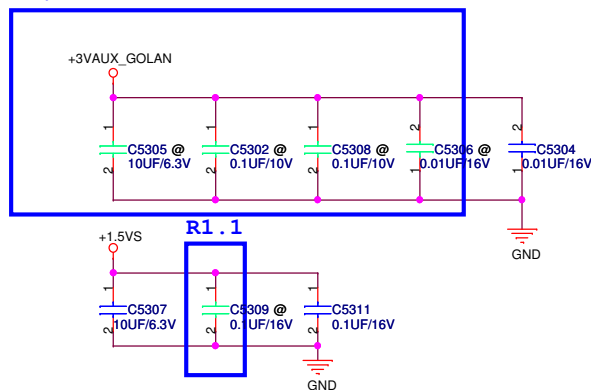 +3VAUX_GOLAN
1 1 1 2 2
C5305 @ C5302 @ C5308 @ C5306 @ C5304
10UF/6.3V 0.1UF/10V 0.1UF/10V 0.01UF/16V 0.01UF/16V
2 2 2 1 1
R1.1
+1.5VS
GND
1 1 1
C5307 C5309 @ C5311
10UF/6.3V 0.1UF/16V 0.1UF/16V
2 2 2
GND